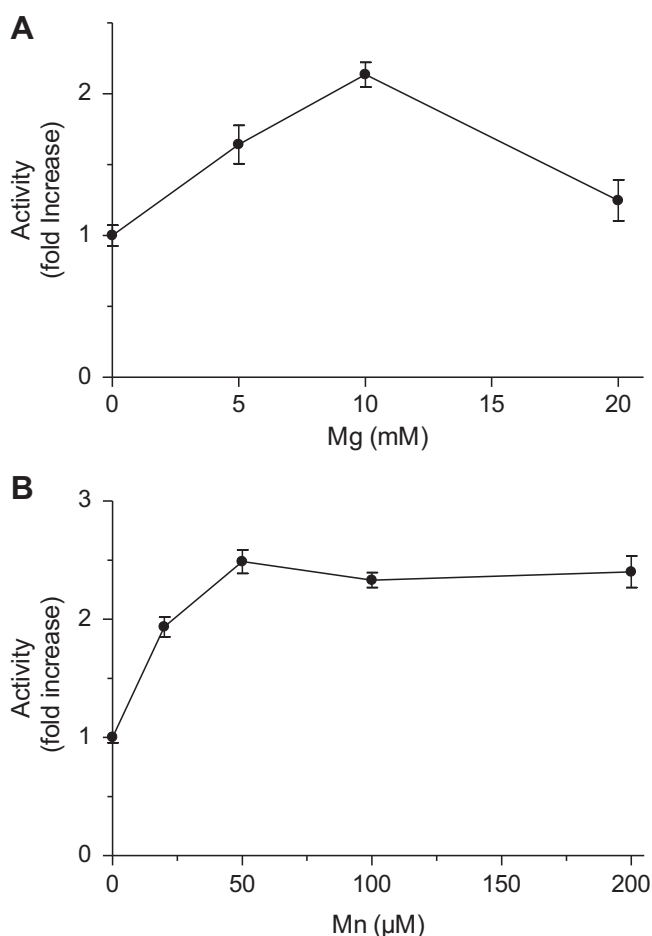 A
Activity
(fold Increase)
2
1
0
0 5 10 15 20
Mg (mM)
B
Activity
(fold increase)
3
2
1
0
0 50 100 150 200
Mn (µM)